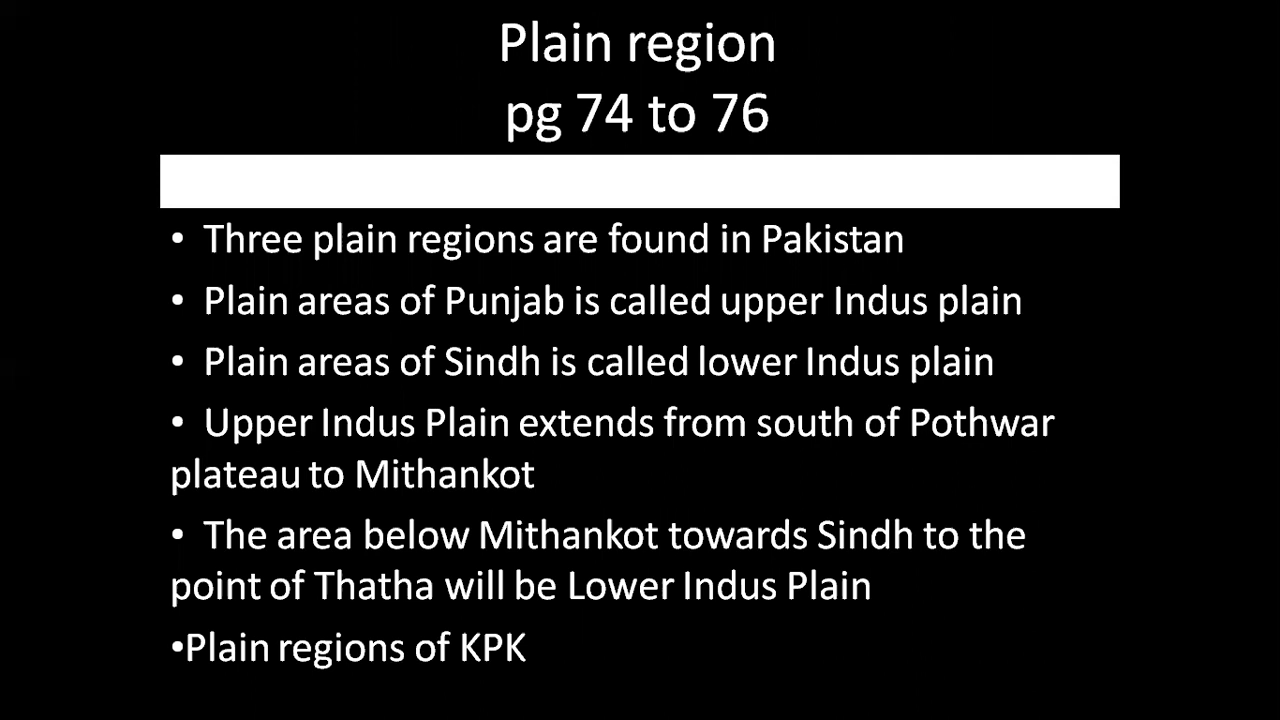 Plain region
pg 74 to 76
• Three plain regions are found in Pakistan
• Plain areas of Punjab is called upper Indus plain
• Plain areas of Sindh is called lower Indus plain
• Upper Indus Plain extends from south of Pothwar
plateau to Mithankot
• The area below Mithankot towards Sindh to the
point of Thatha will be Lower Indus Plain
•Plain regions of KPK